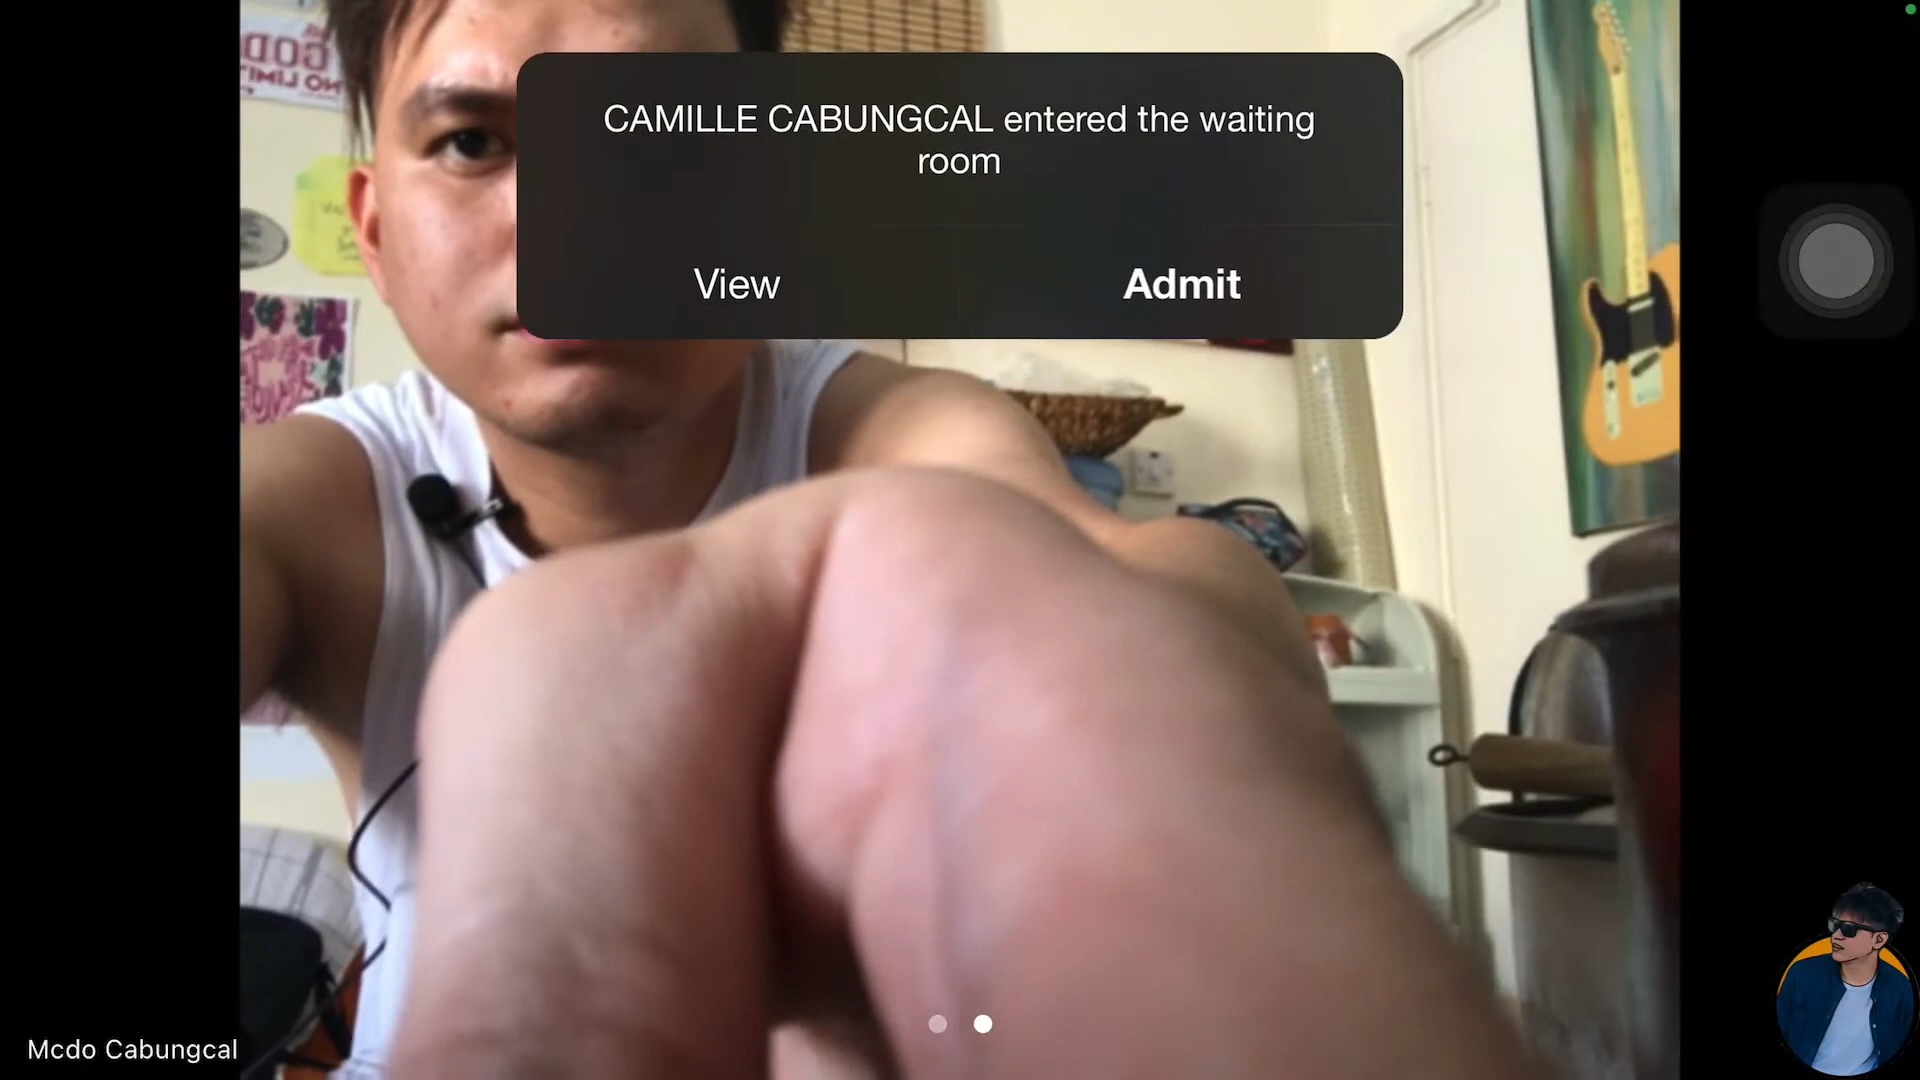 CAMILLE CABUNGCAL entered the waiting
room
View
Admit
Mcdo Cabungcal